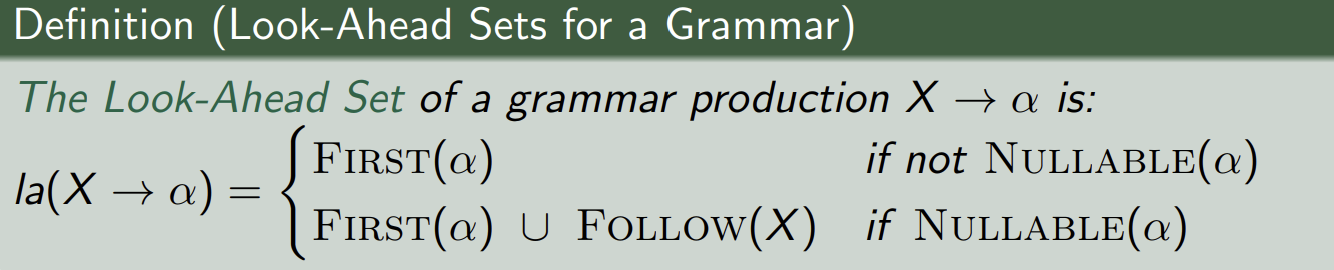 Definition (Look-Ahead Sets for a Grammar)
The Look-Ahead Set of a grammar production X → α is:
la(X → α) = { FIRST(α) if not NULLABLE(α)
FIRST(α) ∪ FOLLOW(X) if NULLABLE(α)